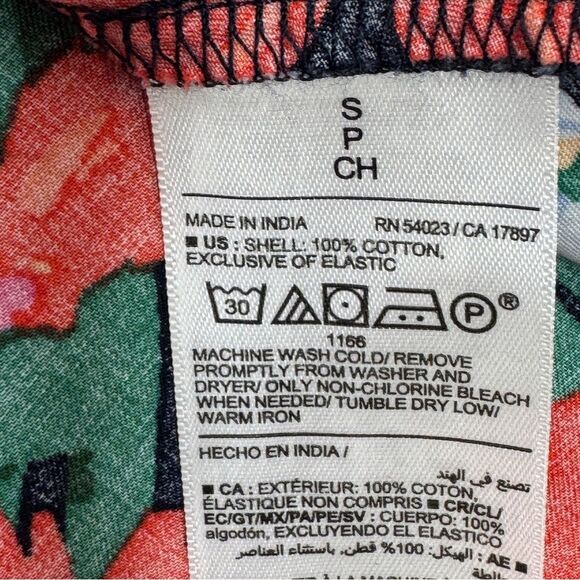 S
P
CH
MADE IN INDIA RN 54023 / CA 17897
■ US : SHELL: 100% COTTON,
EXCLUSIVE OF ELASTIC
30 P ®
1166
MACHINE WASH COLD/ REMOVE
PROMPTLY FROM WASHER AND
DRYER/ ONLY NON-CHLORINE BLEACH
WHEN NEEDED/ TUMBLE DRY LOW/
WARM IRON
HECHO EN INDIA /
تصنع في الهند
■ CA : EXTÉRIEUR: 100% COTON,
ÉLASTIQUE NON COMPRIS ■ CR/CL/
EC/GT/MX/PA/PE/SV : CUERPO: 100%
algodón, EXCLUYENDO EL ELASTICO
■ AE : الهيكل: 100% قطن، باستثناء العناصر
À LA